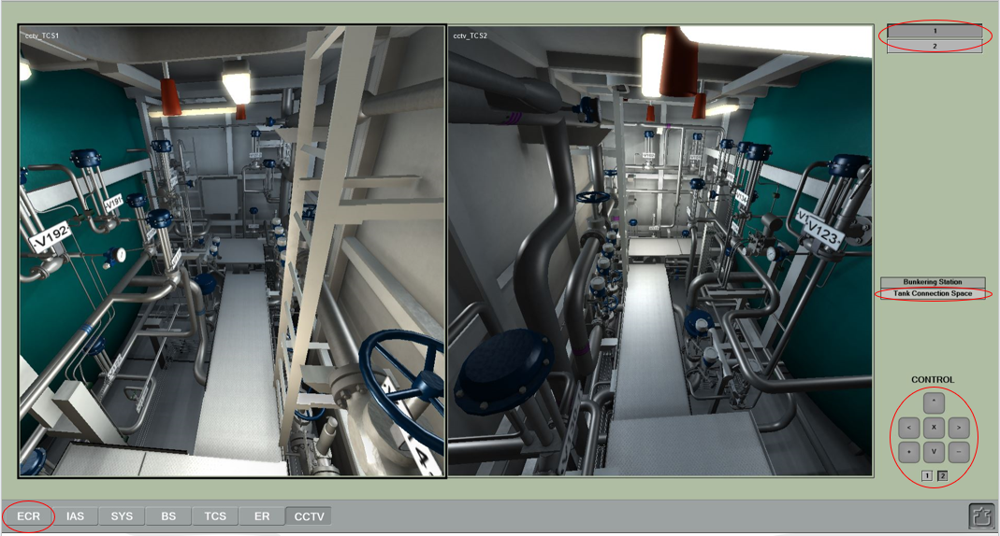 cctv_TCS1
cctv_TCS2
1
2
-V191-
-V192-
-V123-
Bunkering Station
Tank Connection Space
CONTROL
^
< X >
V
1 2
ECR IAS SYS BS TCS ER CCTV